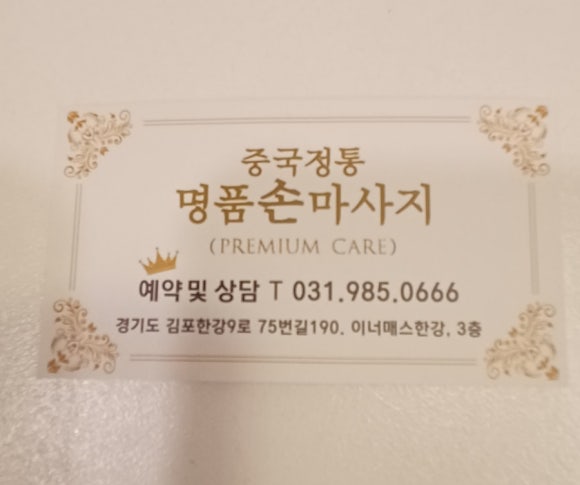 중국정통
명품손마사지
(PREMIUM CARE)
예약및 상담 T 031.985.0666
경기도 김포한강9로 75번길190. 이너매스한강, 3층